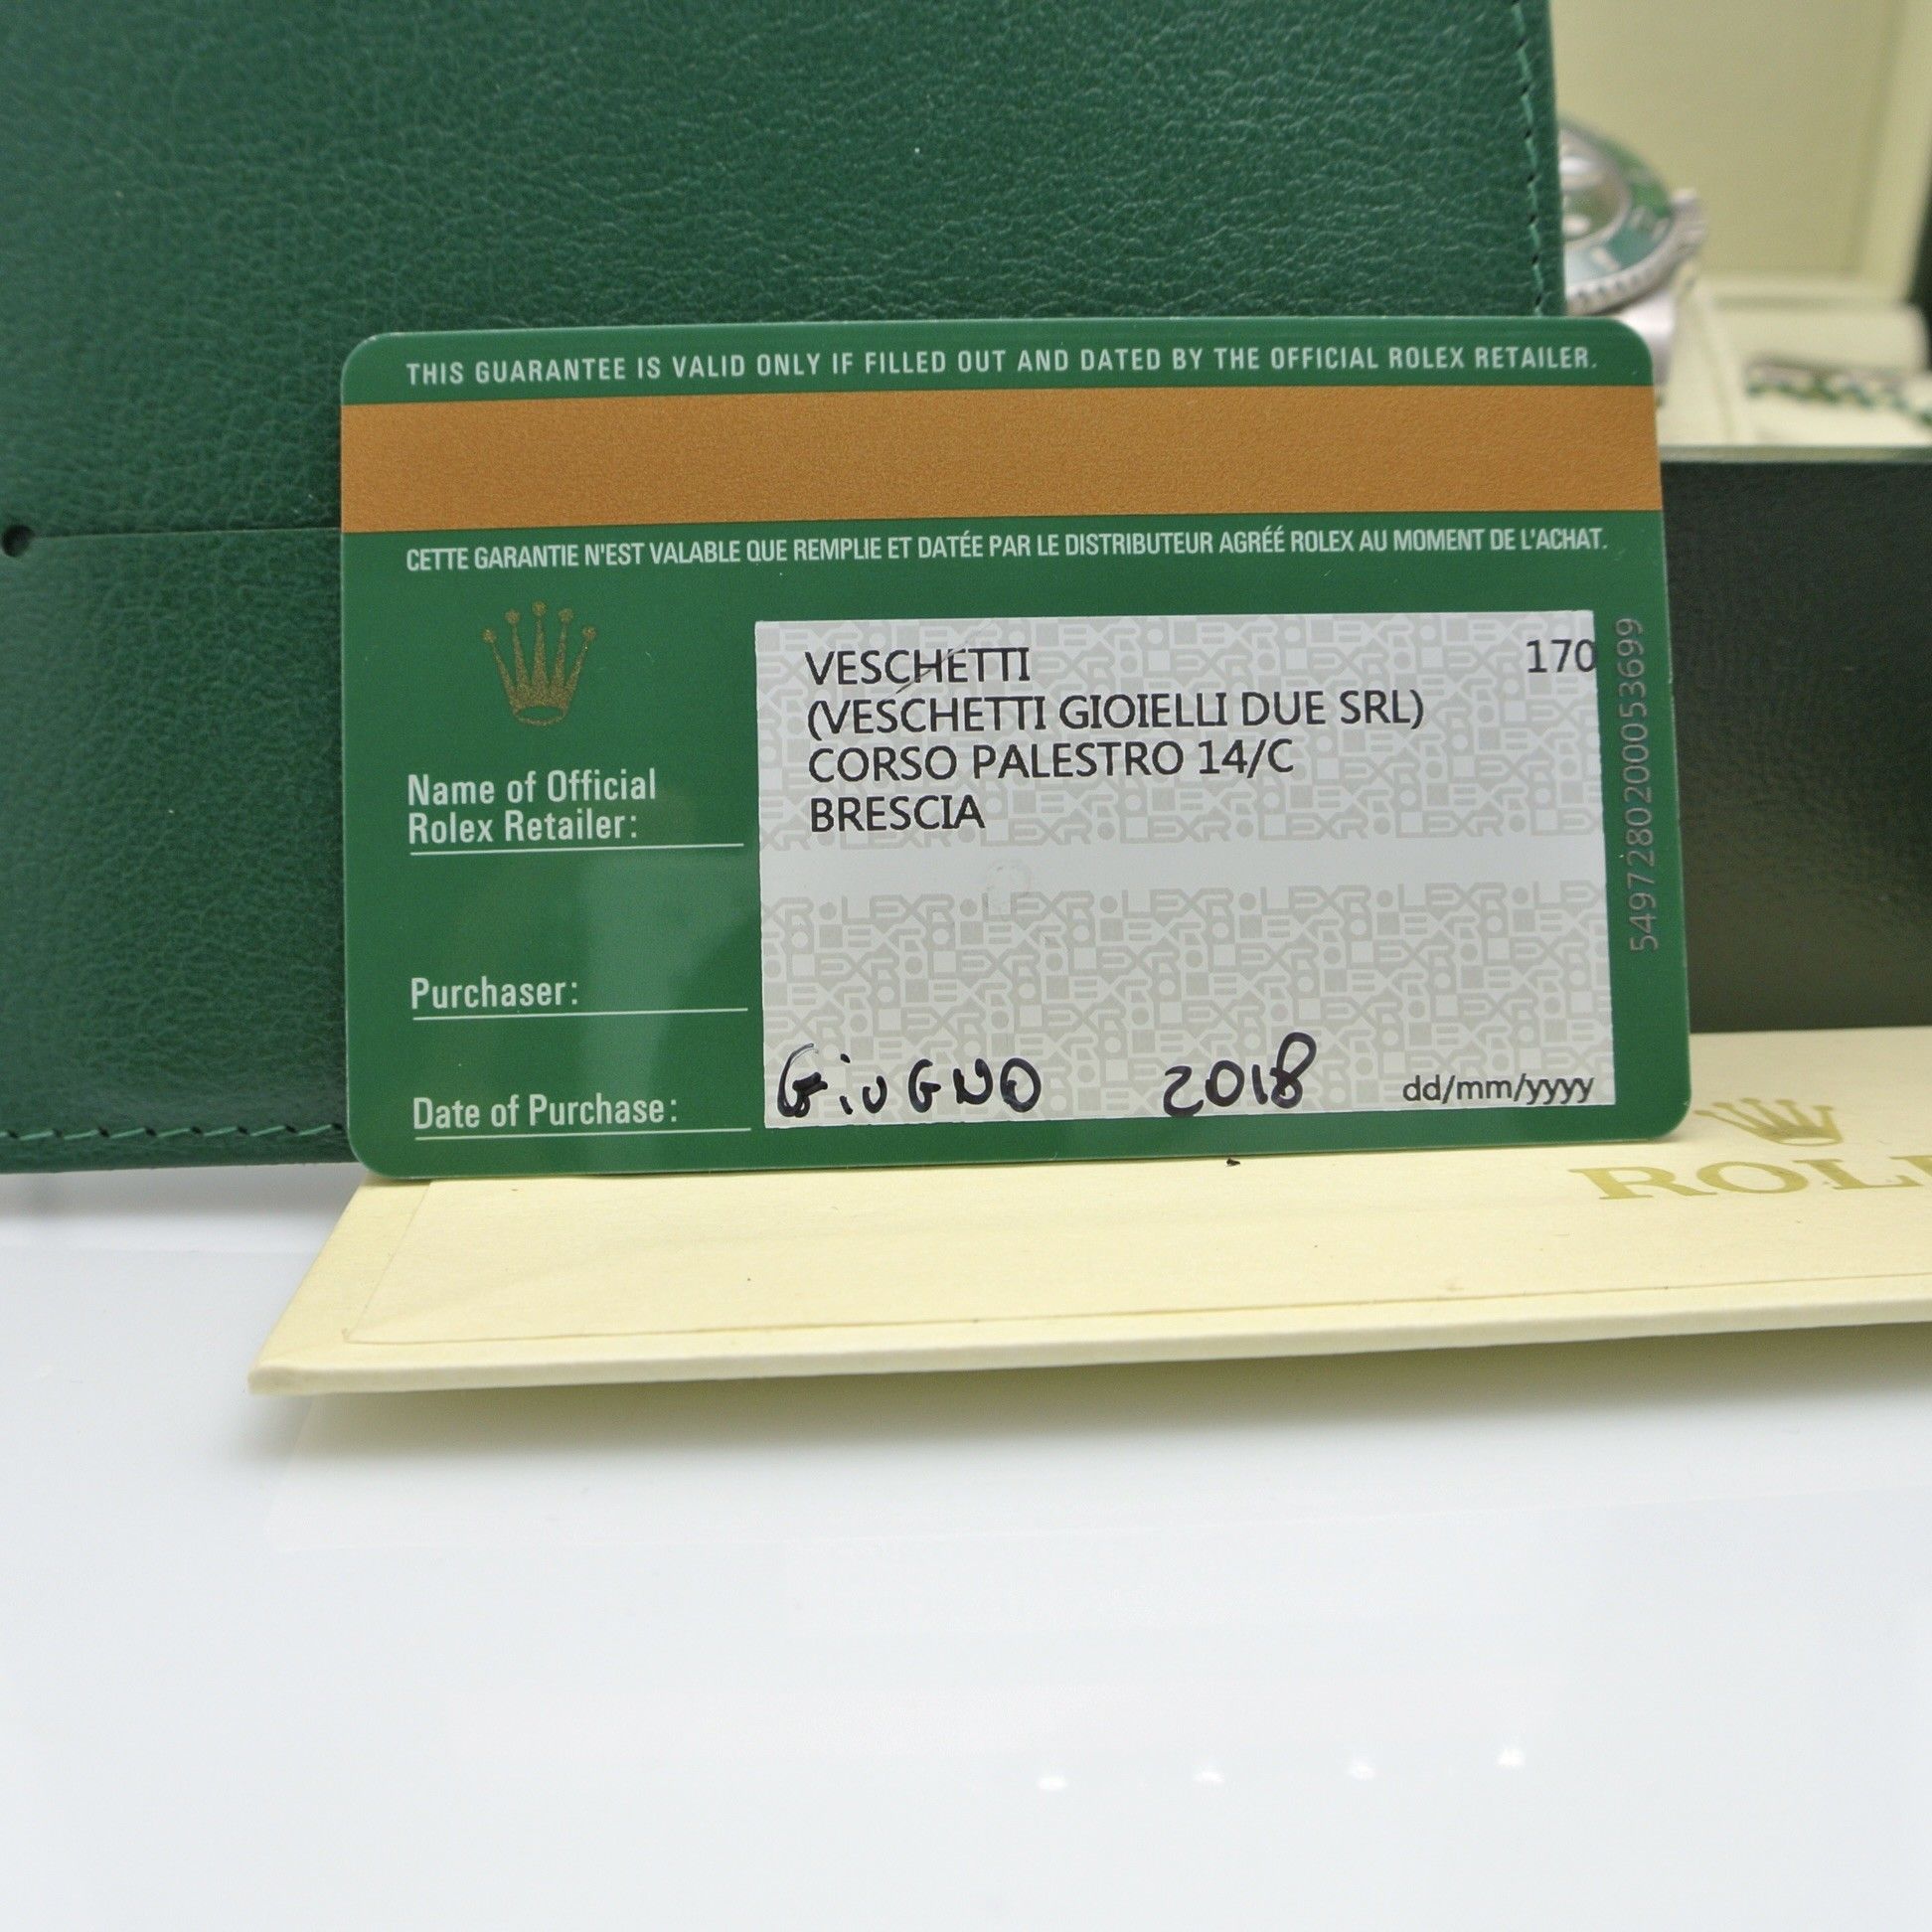 THIS GUARANTEE IS VALID ONLY IF FILLED OUT AND DATED BY THE OFFICIAL ROLEX RETAILER.
CETTE GARANTIE N'EST VALABLE QUE REMPLIE ET DATÉE PAR LE DISTRIBUTEUR AGRÉÉ ROLEX AU MOMENT DE L'ACHAT.
VESCHETTI 170
(VESCHETTI GIOIELLI DUE SRL)
CORSO PALESTRO 14/C
BRESCIA
Name of Official
Rolex Retailer:
Purchaser:
Date of Purchase: GiUGNO 2018 dd/mm/yyyy
5497280200053699